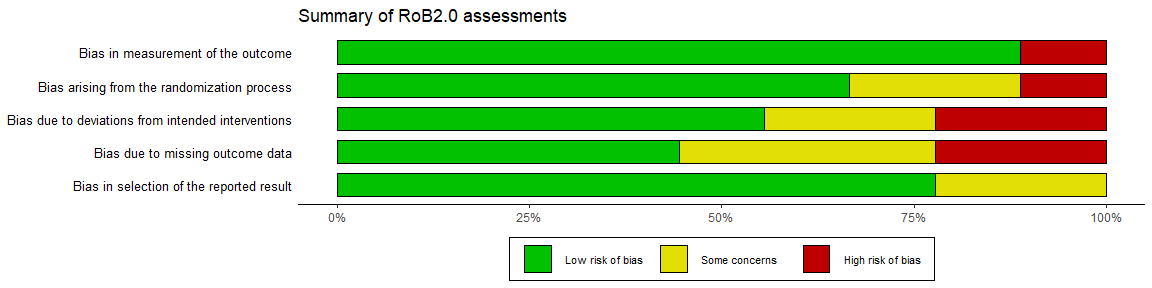 Summary of RoB2.0 assessments
Bias in measurement of the outcome
Bias arising from the randomization process
Bias due to deviations from intended interventions
Bias due to missing outcome data
Bias in selection of the reported result
0% 25% 50% 75% 100%
Low risk of bias Some concerns High risk of bias